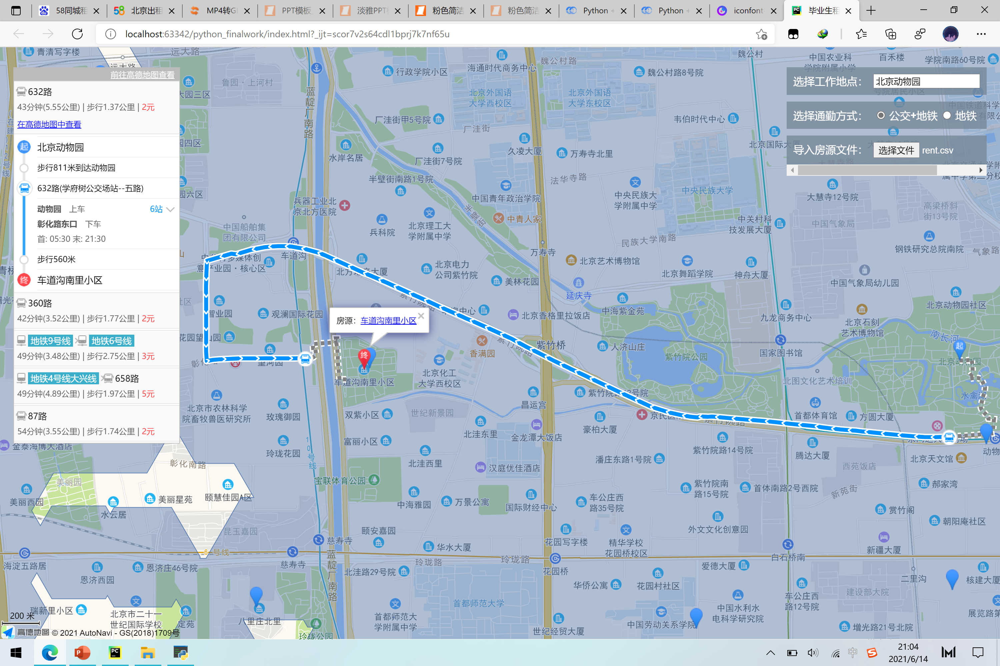 58同城租
北京出租
MP4转G
PPT模板
淡雅PPT
粉色简洁
粉色简洁
Python +
Python +
iconfont
毕业生租
localhost:63342/python_finalwork/index.html?_ijt=scor7v2s64cdl1bprj7k7nf65u
前往高德地图查看
632路
43分钟(5.55公里) | 步行1.37公里 | 2元
在高德地图中查看
起 北京动物园
步行811米到达动物园
632路(学府树公交场站--五路)
动物园 上车 6站
彰化路东口 下车
首: 05:30 末: 21:30
步行560米
终 车道沟南里小区
360路
42分钟(3.52公里) | 步行1.77公里 | 2元
地铁9号线 地铁6号线
49分钟(3.48公里) | 步行2.75公里 | 3元
地铁4号线大兴线 658路
49分钟(4.89公里) | 步行1.97公里 | 5元
87路
54分钟(3.55公里) | 步行1.74公里 | 2元
选择工作地点： 北京动物园
选择通勤方式： 公交+地铁 地铁
导入房源文件： 选择文件 rent.csv
房源： 车道沟南里小区
青清写字楼
远大路
行政学院小区
海通时代商务中心
魏公村路
魏公村路8号院
魏公村
中国农业科
学院附属小学
百禾楼
学院南路60号院
鲁园·上河村
蓝靛厂南路
北京外国语
大学西校区
北京外国语
大学东校区
厂洼街甲5号院
厂洼街
韦伯时代中心
水岸名居
厂洼街7号院
久凌大厦
万寿寺北里
北京国际大厦
半壁街南路1号院
法华寺路
兵器工业北
京北方医院
中国青年政治学院
中央民族大
学附属中学
中央民族大学
大慧寺12号院
高梁桥斜
街13号院
中国船舶集
团有限公司
兵科院
北京理工大
学附属中学
半壁街
中青人家
中关村科
技发展大厦
中国气象局
民族大学南路
钢铁研究总院南院
气象路
车道沟
北京电力
公司紫竹院
美林花园
万寿寺
北京艺术博物馆
北京舞蹈学院
神舟大厦
中国气象局幼儿园
延庆寺
观澜国际花园
北京香格里拉饭店
中海紫金苑
九龙商务中心
北京动物园社区
北京石刻
艺术博物馆
南长河
香满园
紫竹桥
人济山庄
紫竹院公园
国家图书馆
起
终
车道沟南里小区
北京化工
大学西校区
北图文化艺术培训
水禽湖
北京市农林科学
院畜牧兽医研究所
玫瑰御园
双紫小区
世纪新景园
昌运宫
首都体育馆
方圆大厦
北洼东里
金龙潭大饭店
豪柏大厦
金泰海博大酒店
玲珑花园
10号线
富丽小区
北洼西里
潘庄东路1号院
紫竹院路14号院
腾达大厦
北京天文馆
西苑饭店
彰化南路
汉庭优佳酒店
美丽园
宝联体育公园
紫竹院南
路15号院
首体南路2号西院
新苑街
郝家湾
美丽西园
美丽星苑
颐慧佳园A区
中海雅园
万景公寓
国际财经中心
车公庄西
路35号院
赏竹阁
水云居
昆玉嘉园
颐安嘉园
朝阳庵社区
慈寿寺
华水大厦
花园写字楼
精华学校
花园桥校区
外文文化创意园
新疆大厦
6号线
海淀五路居
恩济西园
恩济庄46号院
慈寿寺
蓝靛厂南路
北洼路29号院
玲珑路
玲珑路
花园桥
爱德大厦
白石桥南
二里沟
核建大厦
华侨公寓
花园村社区
建设部大院
瑞新里小区
北京市二十一
世纪国际学校
定苑
八里庄北里
首都师范大
学附属中学
首都师范大学
中国劳动关系学院
中国水利水
电科学研究院
车公庄西
路12号院
世纪经贸大厦
增光路21号北院
玲珑公园
200 米
高德地图 © 2021 AutoNavi - GS(2018)1709号
中
21:04
2021/6/14